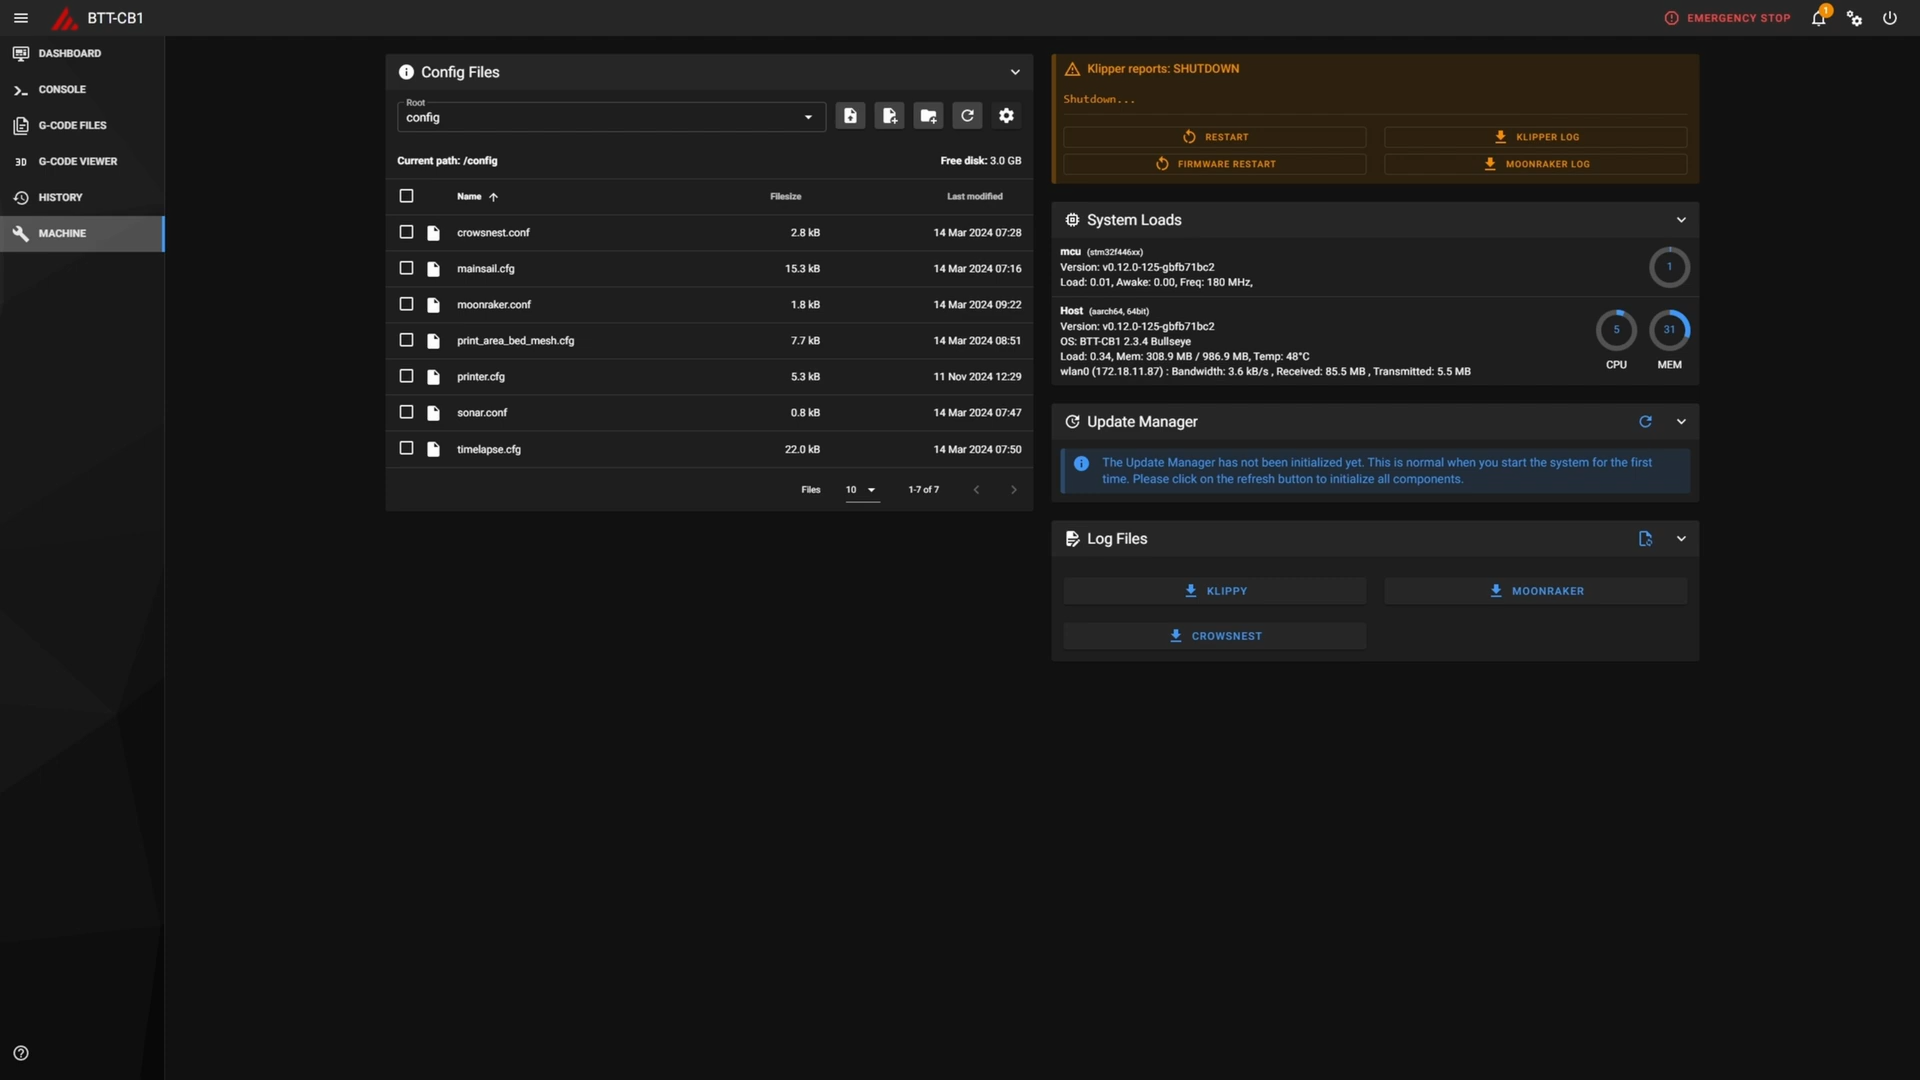 BTT-CB1
EMERGENCY STOP
1
DASHBOARD
CONSOLE
G-CODE FILES
3D G-CODE VIEWER
HISTORY
MACHINE
Config Files
Root
config
Current path: /config
Free disk: 3.0 GB
Name Filesize Last modified
crowsnest.conf 2.8 kB 14 Mar 2024 07:28
mainsail.cfg 15.3 kB 14 Mar 2024 07:16
moonraker.conf 1.8 kB 14 Mar 2024 09:22
print_area_bed_mesh.cfg 7.7 kB 14 Mar 2024 08:51
printer.cfg 5.3 kB 11 Nov 2024 12:29
sonar.conf 0.8 kB 14 Mar 2024 07:47
timelapse.cfg 22.0 kB 14 Mar 2024 07:50
Files 10 1-7 of 7
Klipper reports: SHUTDOWN
Shutdown...
RESTART
KLIPPER LOG
FIRMWARE RESTART
MOONRAKER LOG
System Loads
mcu (stm32f446xx)
Version: v0.12.0-125-gbfb71bc2
Load: 0.01, Awake: 0.00, Freq: 180 MHz,
1
Host (aarch64, 64bit)
Version: v0.12.0-125-gbfb71bc2
OS: BTT-CB1 2.3.4 Bullseye
Load: 0.34, Mem: 308.9 MB / 986.9 MB, Temp: 48°C
wlan0 (172.18.11.87) : Bandwidth: 3.6 kB/s , Received: 85.5 MB , Transmitted: 5.5 MB
5
CPU
31
MEM
Update Manager
The Update Manager has not been initialized yet. This is normal when you start the system for the first
time. Please click on the refresh button to initialize all components.
Log Files
KLIPPY
MOONRAKER
CROWSNEST